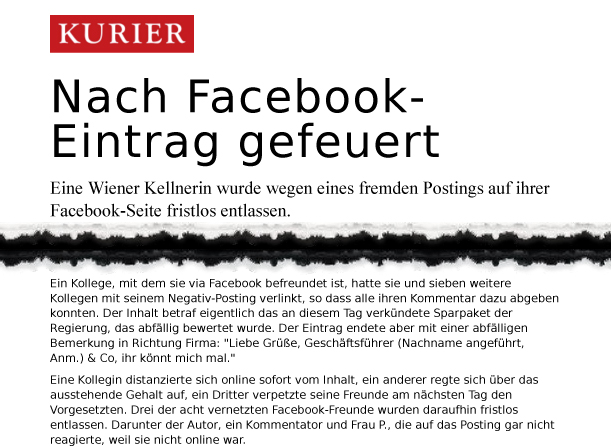 KURIER
Nach Facebook-
Eintrag gefeuert
Eine Wiener Kellnerin wurde wegen eines fremden Postings auf ihrer
Facebook-Seite fristlos entlassen.
Ein Kollege, mit dem sie via Facebook befreundet ist, hatte sie und sieben weitere
Kollegen mit seinem Negativ-Posting verlinkt, so dass alle ihren Kommentar dazu abgeben
konnten. Der Inhalt betraf eigentlich das an diesem Tag verkündete Sparpaket der
Regierung, das abfällig bewertet wurde. Der Eintrag endete aber mit einer abfälligen
Bemerkung in Richtung Firma: "Liebe Grüße, Geschäftsführer (Nachname angeführt,
Anm.) & Co, ihr könnt mich mal."
Eine Kollegin distanzierte sich online sofort vom Inhalt, ein anderer regte sich über das
ausstehende Gehalt auf, ein Dritter verpetzte seine Freunde am nächsten Tag den
Vorgesetzten. Drei der acht vernetzten Facebook-Freunde wurden daraufhin fristlos
entlassen. Darunter der Autor, ein Kommentator und Frau P., die auf das Posting gar nicht
reagierte, weil sie nicht online war.